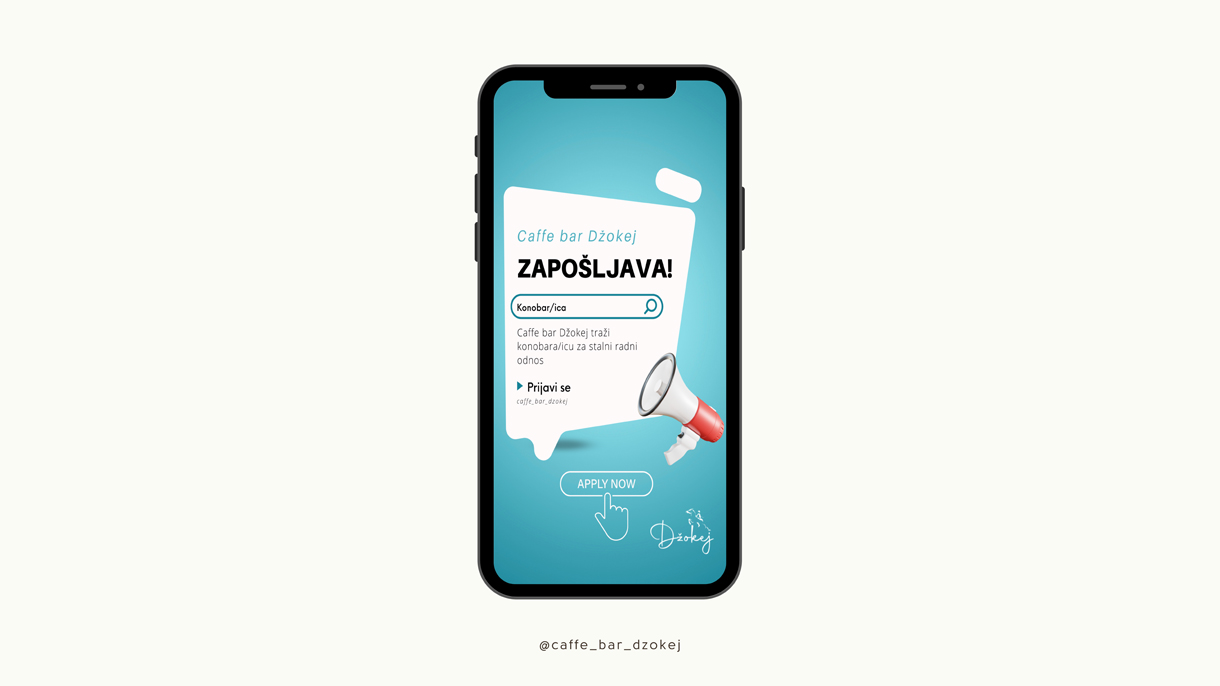 Caffe bar Džokej
ZAPOŠLJAVA!
Konobar/ica
Caffe bar Džokej traži
konobara/icu za stalni radni
odnos
Prijavi se
caffe_bar_dzokej
APPLY NOW
Džokej
@caffe_bar_dzokej